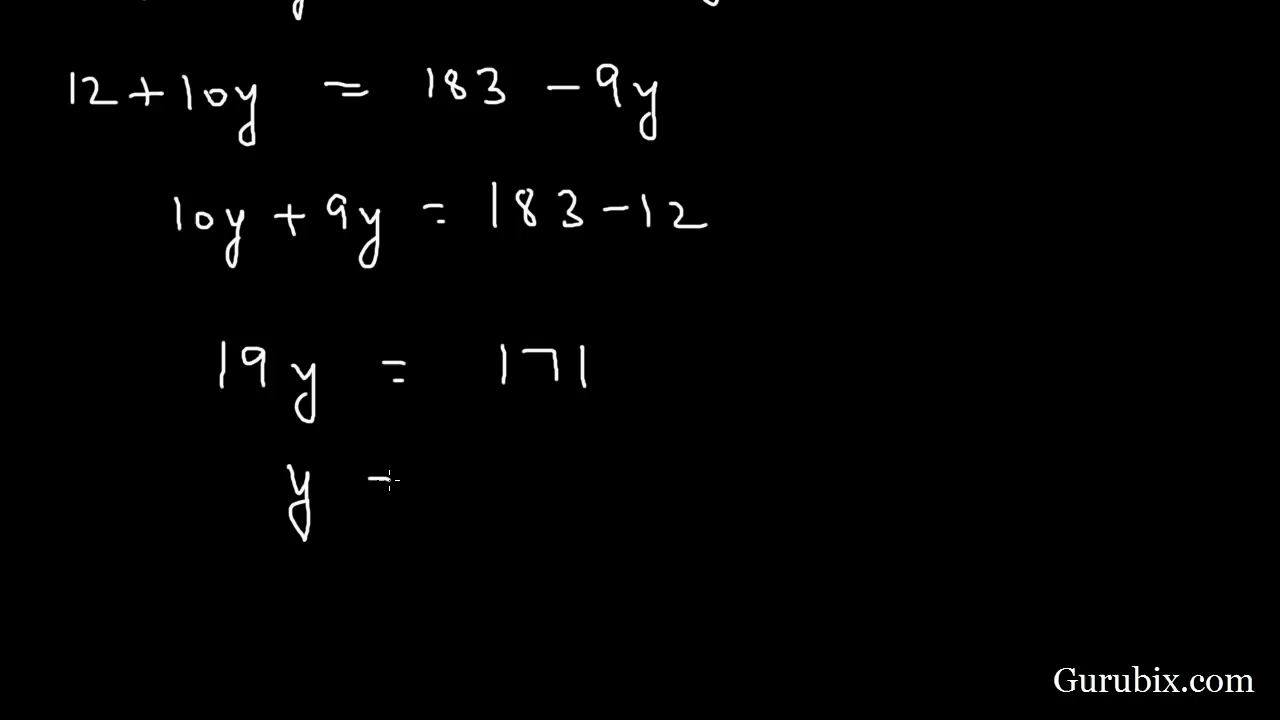 12 + 10y = 183 - 9y
10y + 9y = 183 - 12
19y = 171
y -
Gurubix.com